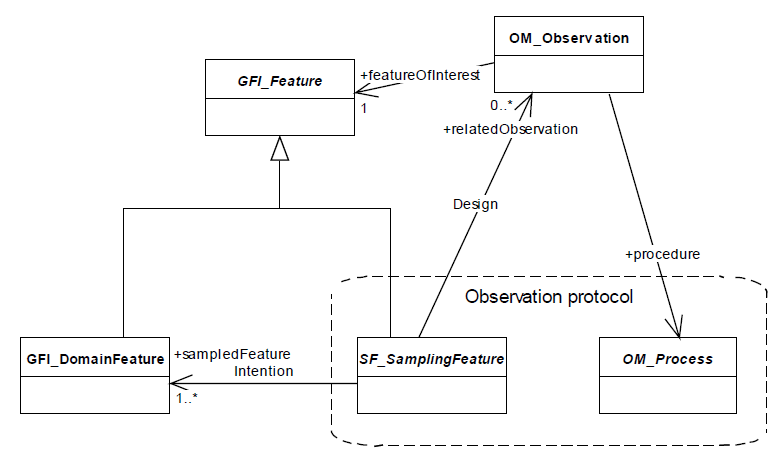 OM_Observation
GFI_Feature
+featureOfInterest
1
0..*
+relatedObservation
Design
+procedure
Observation protocol
GFI_DomainFeature
+sampledFeature
Intention
1..*
SF_SamplingFeature
OM_Process